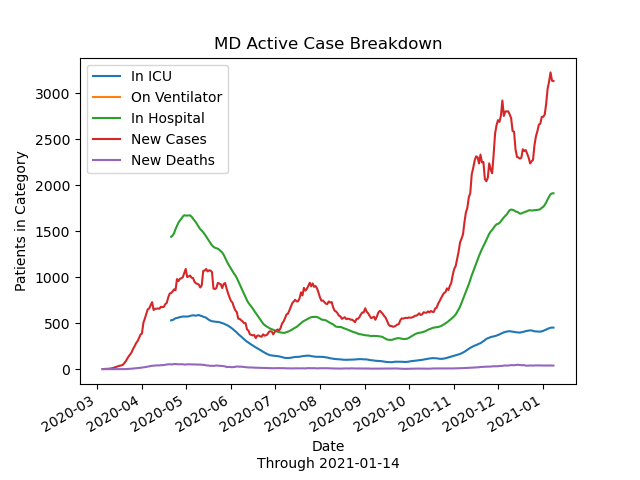 MD Active Case Breakdown
In ICU
On Ventilator
In Hospital
New Cases
New Deaths
Patients in Category
3000
2500
2000
1500
1000
500
0
2020-03
2020-04
2020-05
2020-06
2020-07
2020-08
2020-09
2020-10
2020-11
2020-12
2021-01
Date
Through 2021-01-14